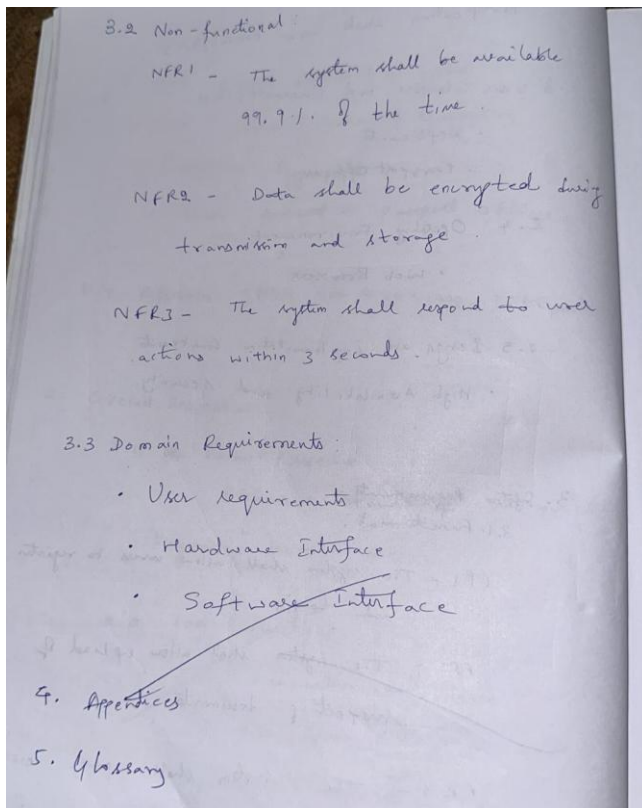 3.2 Non-functional
NFR1 - The system shall be available
99.9% of the time.
NFR2 - Data shall be encrypted during
transmission and storage.
NFR3 - The system shall respond to user
actions within 3 seconds.
3.3 Domain Requirements:
• User requirements
• Hardware Interface
• Software Interface
4. Appendices
5. Glossary